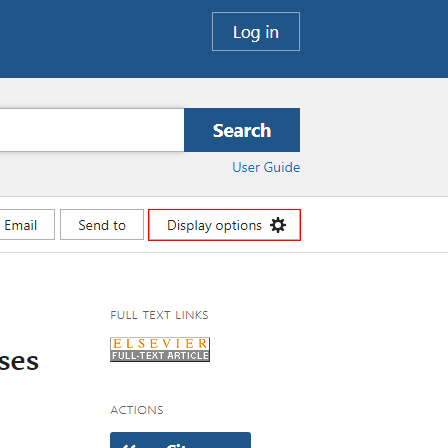 Log in
Search
User Guide
Email
Send to
Display options
FULL TEXT LINKS
ELSEVIER
FULL-TEXT ARTICLE
ses
ACTIONS